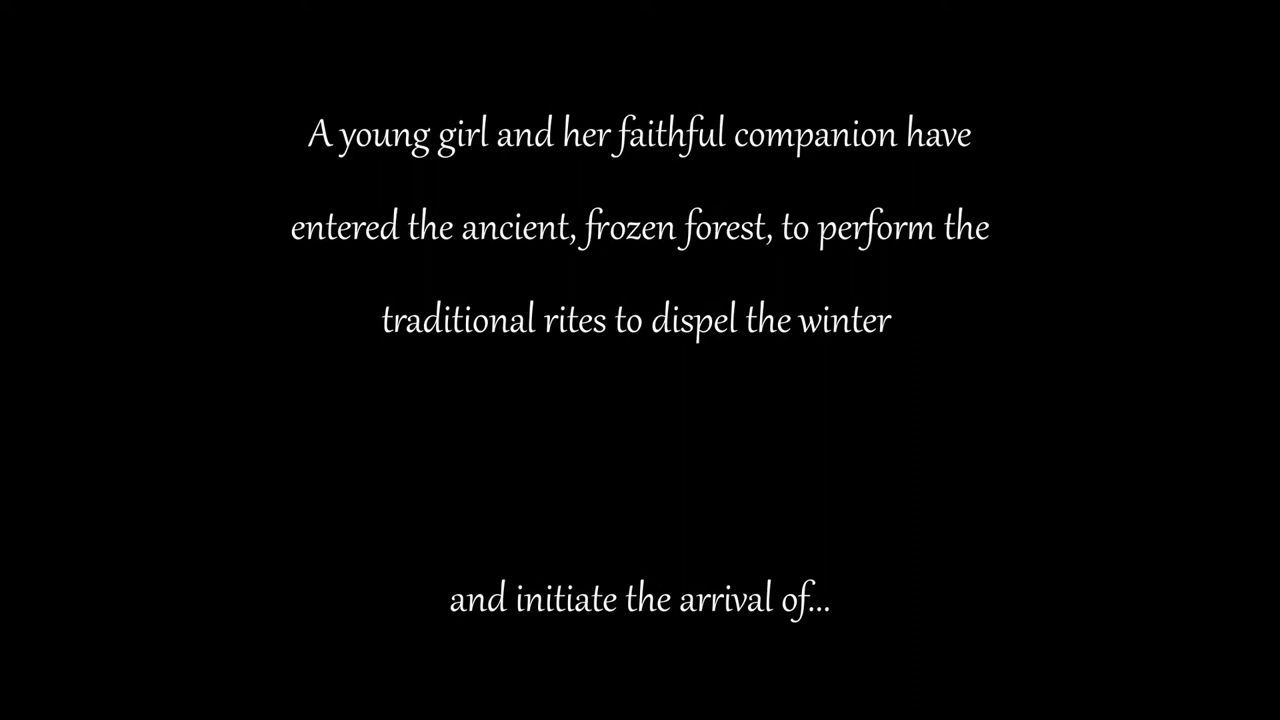 A young girl and her faithful companion have
entered the ancient, frozen forest, to perform the
traditional rites to dispel the winter
and initiate the arrival of...